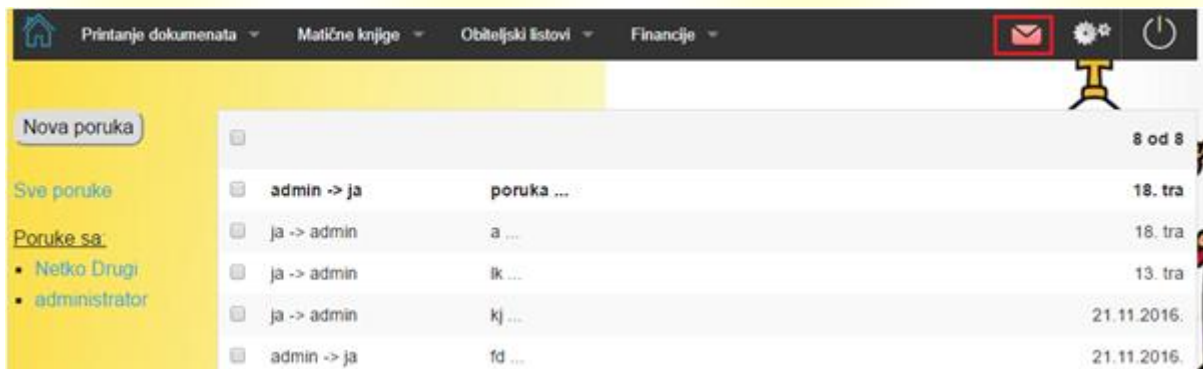 Printanje dokumenata Matične knjige Obiteljski listovi Financije
Nova poruka
8 od 8
Sve poruke
admin -> ja poruka ... 18. tra
Poruke sa:
ja -> admin a ... 18. tra
• Netko Drugi
ja -> admin lk ... 13. tra
• administrator
ja -> admin kj ... 21.11.2016.
admin -> ja fd ... 21.11.2016.